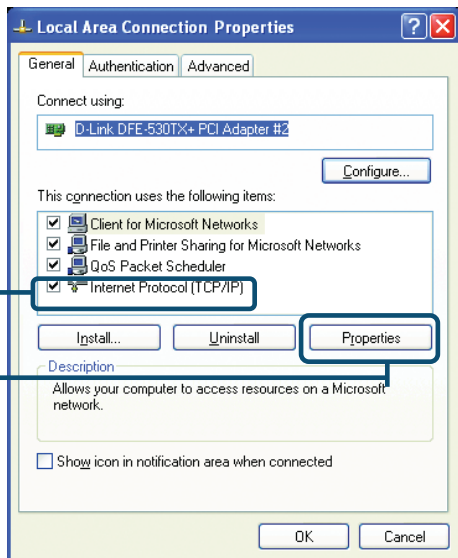 Local Area Connection Properties
General Authentication Advanced
Connect using:
D-Link DFE-530TX+ PCI Adapter #2
Configure...
This connection uses the following items:
Client for Microsoft Networks
File and Printer Sharing for Microsoft Networks
QoS Packet Scheduler
Internet Protocol (TCP/IP)
Install... Uninstall Properties
Description
Allows your computer to access resources on a Microsoft
network.
Show icon in notification area when connected
OK Cancel